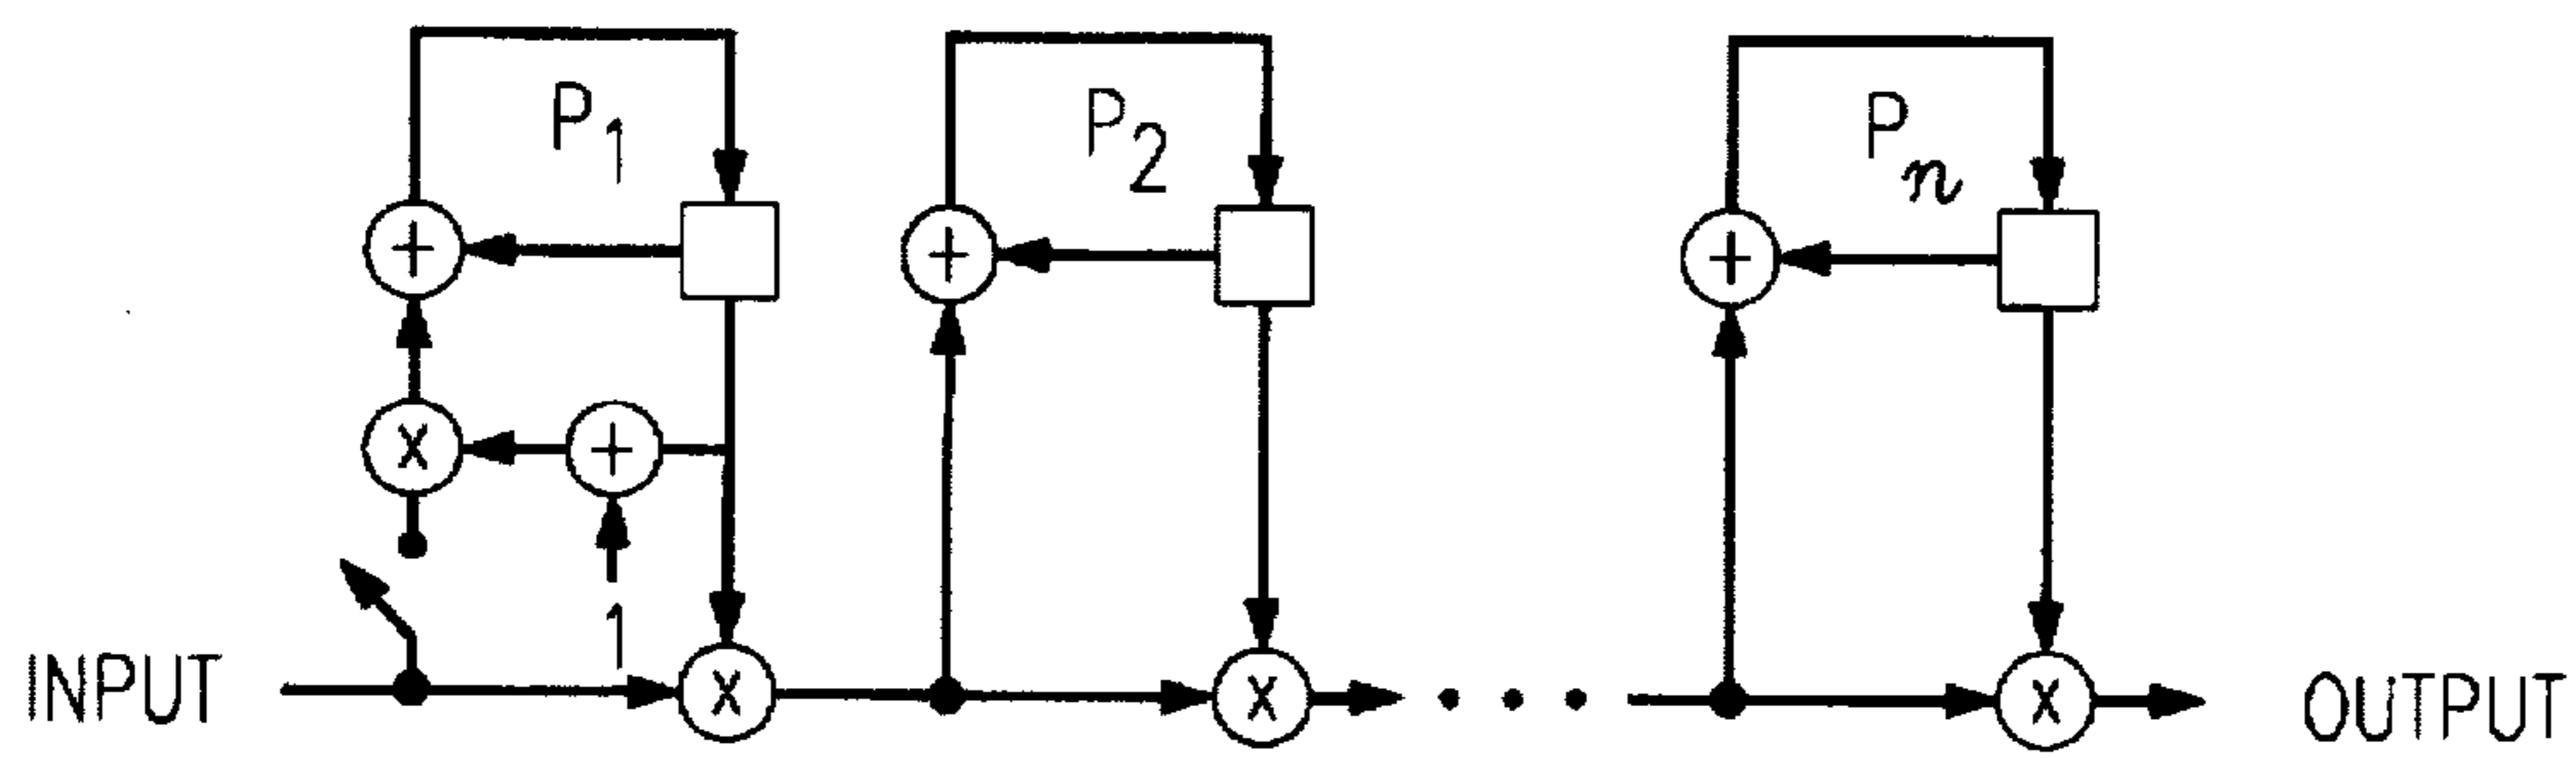 P1 P2 Pn
+ + +
X +
1
INPUT X X . . . X OUTPUT